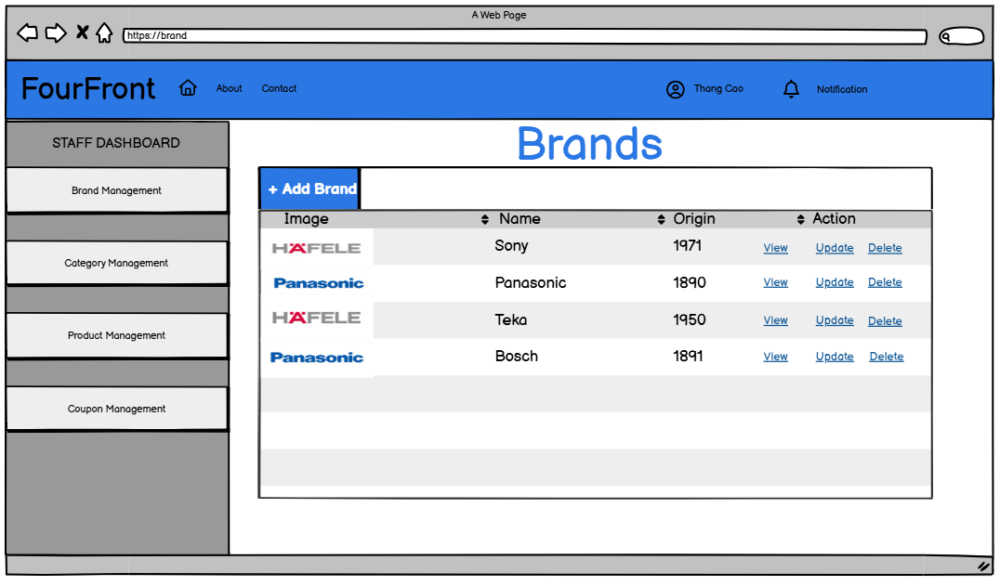 A Web Page
https://brand
FourFront About Contact Thang Cao Notification
STAFF DASHBOARD
Brand Management
Category Management
Product Management
Coupon Management
Brands
+ Add Brand
Image Name Origin Action
HÄFELE Sony 1971 View Update Delete
Panasonic Panasonic 1890 View Update Delete
HÄFELE Teka 1950 View Update Delete
Panasonic Bosch 1891 View Update Delete